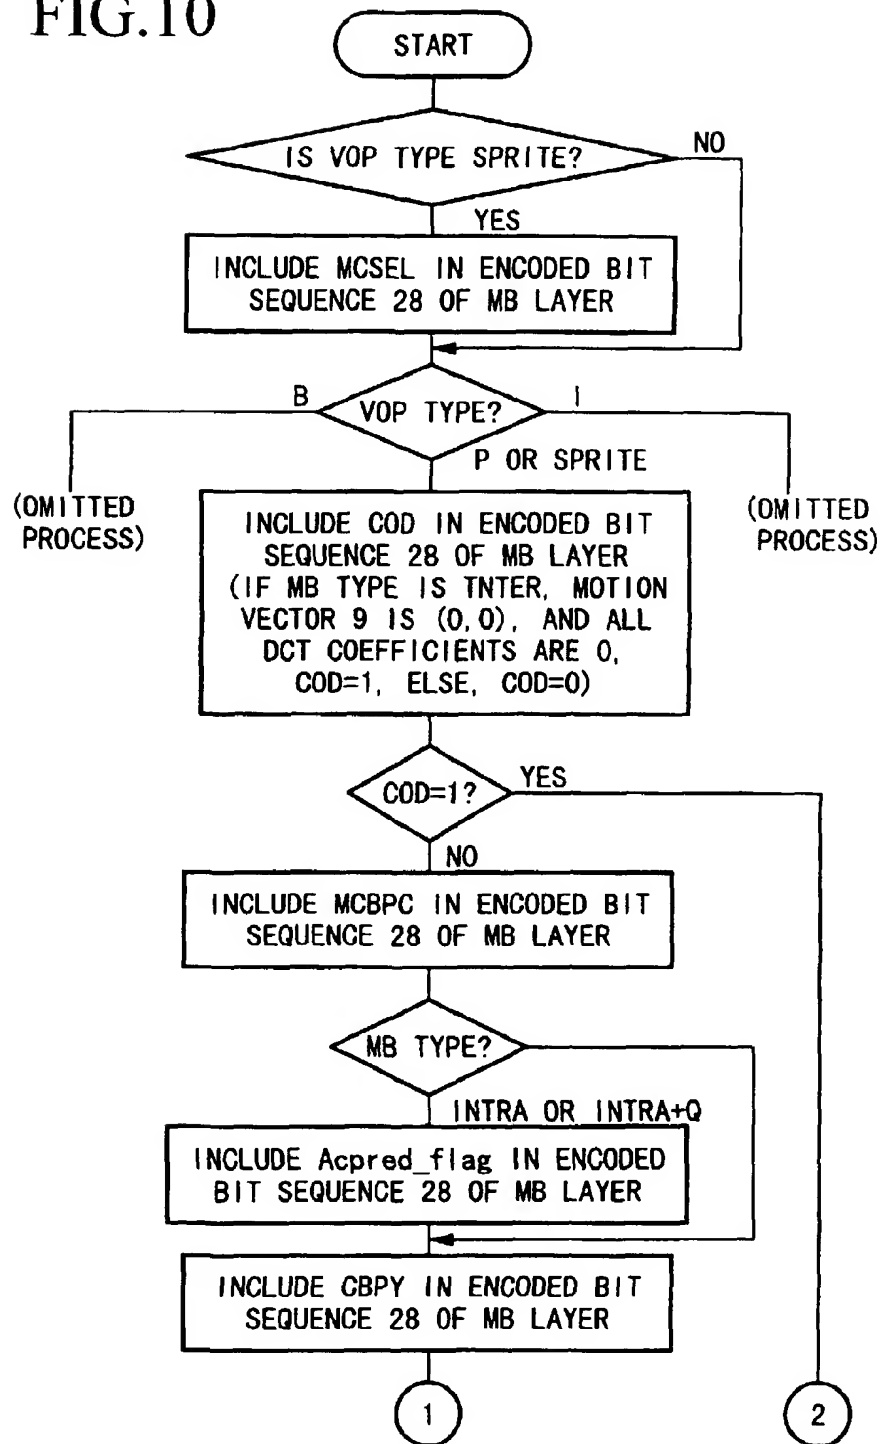 FIG.10
START
IS VOP TYPE SPRITE?
NO
YES
INCLUDE MCSEL IN ENCODED BIT
SEQUENCE 28 OF MB LAYER
B
VOP TYPE?
I
P OR SPRITE
(OMITTED
PROCESS)
(OMITTED
PROCESS)
INCLUDE COD IN ENCODED BIT
SEQUENCE 28 OF MB LAYER
(IF MB TYPE IS TNTER, MOTION
VECTOR 9 IS (0,0), AND ALL
DCT COEFFICIENTS ARE 0,
COD=1, ELSE, COD=0)
COD=1?
YES
NO
INCLUDE MCBPC IN ENCODED BIT
SEQUENCE 28 OF MB LAYER
MB TYPE?
INTRA OR INTRA+Q
INCLUDE Acpred_flag IN ENCODED
BIT SEQUENCE 28 OF MB LAYER
INCLUDE CBPY IN ENCODED BIT
SEQUENCE 28 OF MB LAYER
1
2